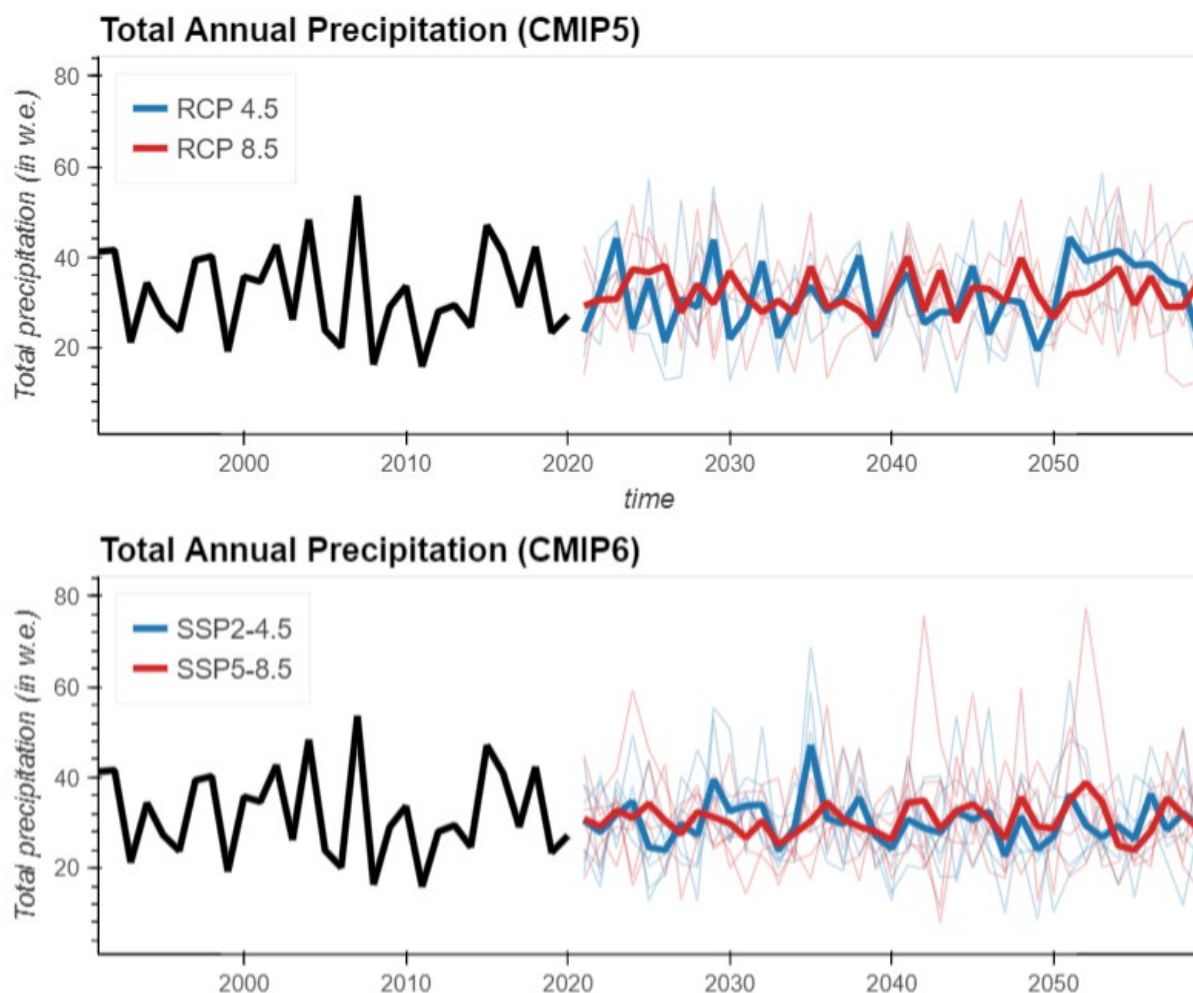 Total Annual Precipitation (CMIP5)
Total precipitation (in w.e.)
80
60
40
20
RCP 4.5
RCP 8.5
2000 2010 2020 2030 2040 2050
time
Total Annual Precipitation (CMIP6)
Total precipitation (in w.e.)
80
60
40
20
SSP2-4.5
SSP5-8.5
2000 2010 2020 2030 2040 2050